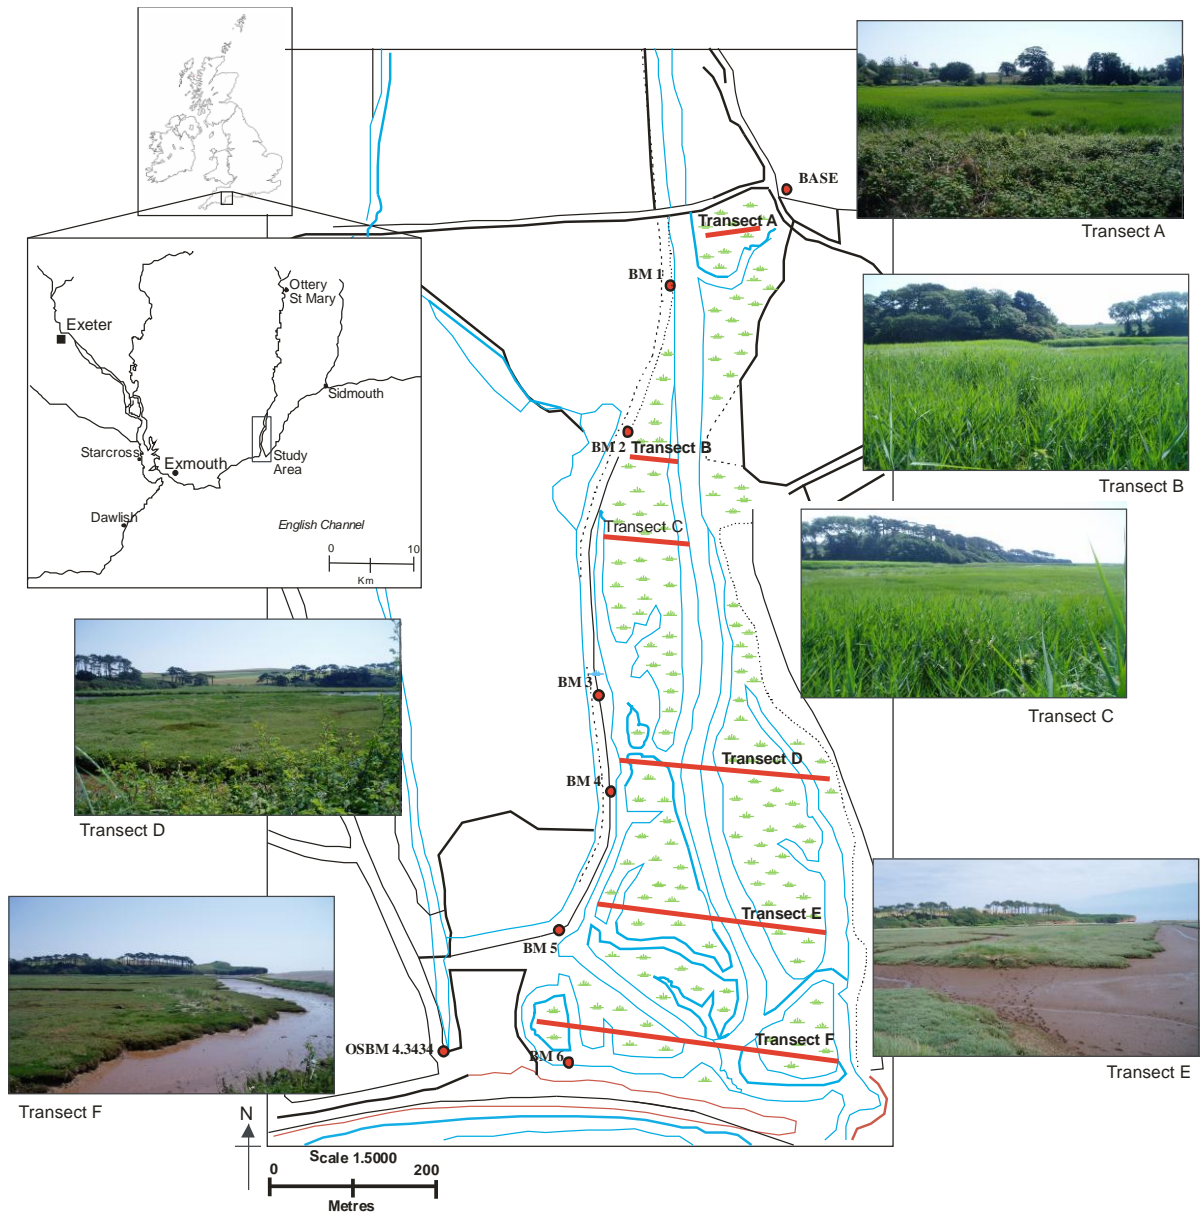 BASE
Transect A
Transect A
BM 1
Ottery
St Mary
Exeter
Sidmouth
Starcross
Exmouth
Study
Area
Dawlish
English Channel
0
10
Km
BM 2
Transect B
Transect B
Transect C
Transect C
BM 3
Transect D
BM 4
Transect D
Transect E
BM 5
Transect F
OSBM 4.3434
BM 6
Transect E
Transect F
N
Scale 1.5000
0
200
Metres